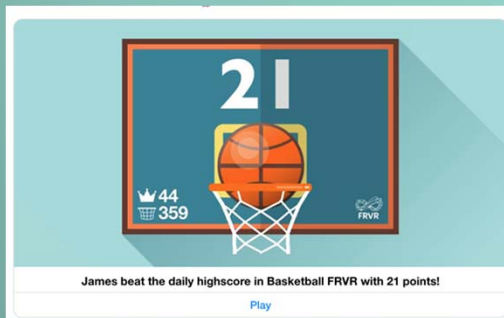 21
44
359
FRVR
James beat the daily highscore in Basketball FRVR with 21 points!
Play